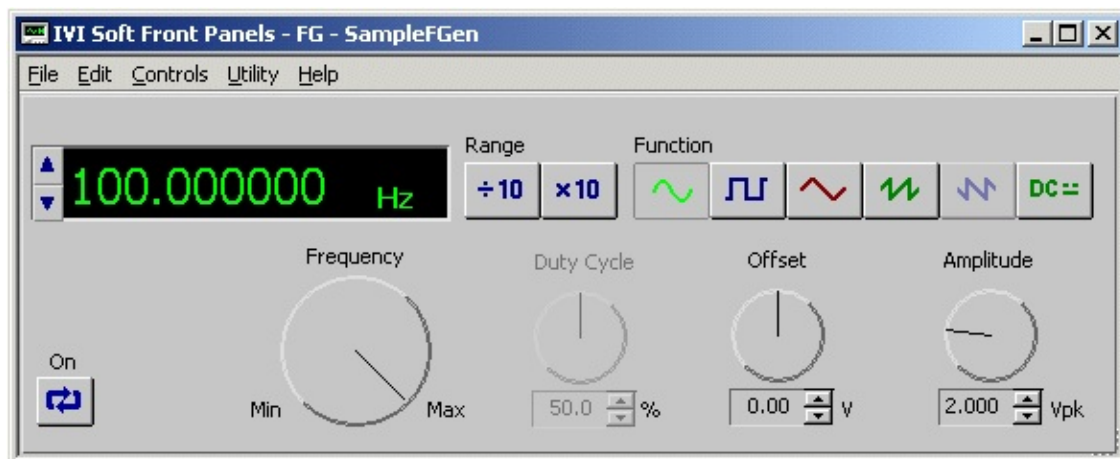 IVI Soft Front Panels - FG - SampleFGen
File Edit Controls Utility Help
Range Function
100.000000 Hz ÷10 ×10 DC
Frequency Duty Cycle Offset Amplitude
On
Min Max 50.0 % 0.00 V 2.000 Vpk